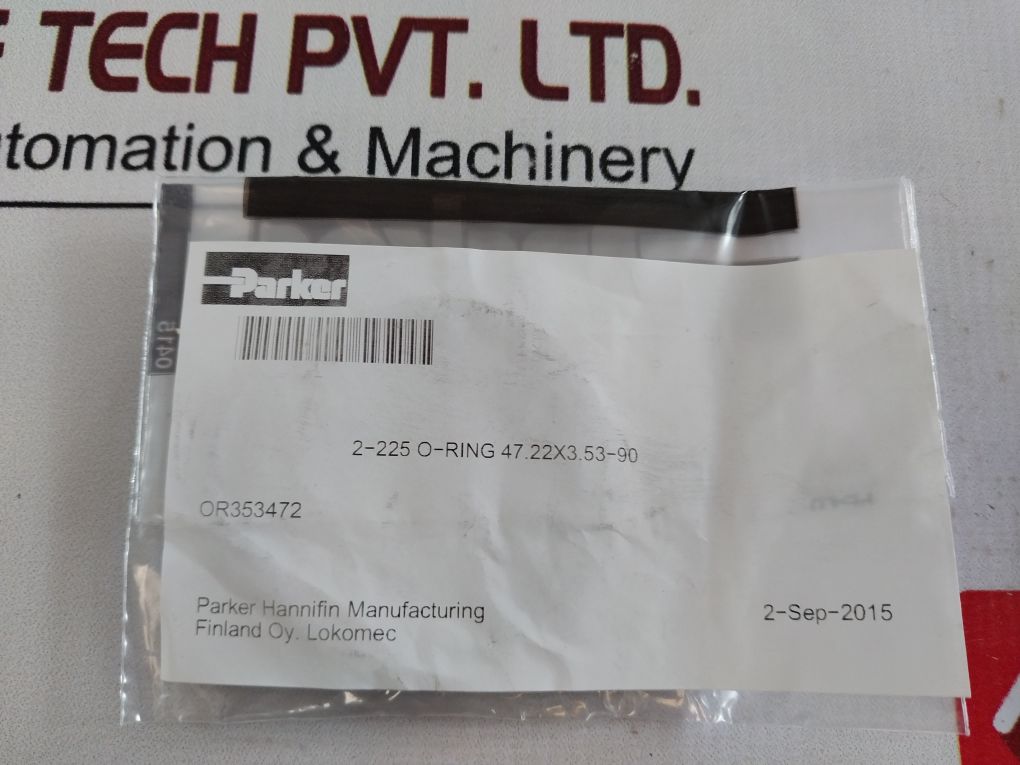 TECH PVT. LTD.
utomation & Machinery
Parker
2-225 O-RING 47.22X3.53-90
OR353472
Parker Hannifin Manufacturing
Finland Oy. Lokomec
2-Sep-2015